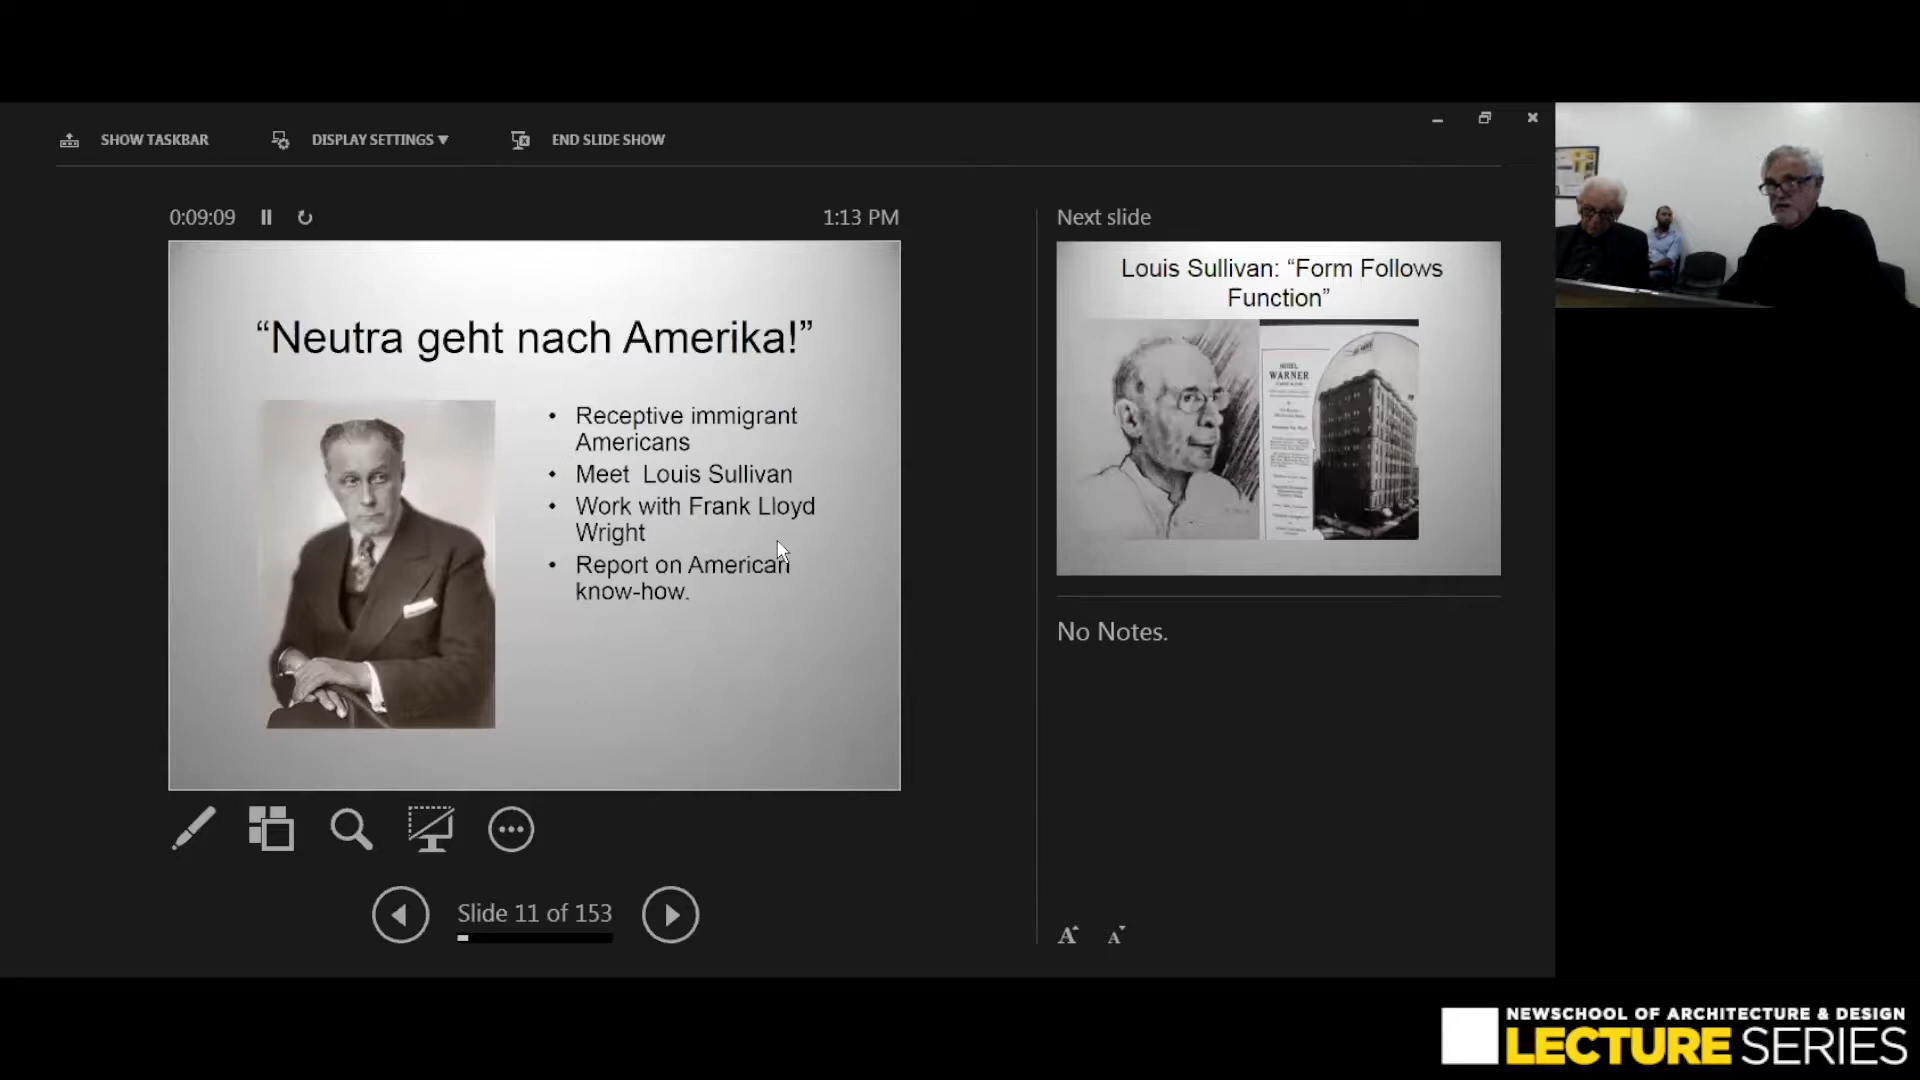 SHOW TASKBAR
DISPLAY SETTINGS ▼
END SLIDE SHOW
0:09:09
1:13 PM
“Neutra geht nach Amerika!”
• Receptive immigrant
Americans
• Meet Louis Sullivan
• Work with Frank Lloyd
Wright
• Report on American
know-how.
Slide 11 of 153
Next slide
Louis Sullivan: “Form Follows
Function”
HOTEL
WARNER
No Notes.
A A
NEWSCHOOL OF ARCHITECTURE & DESIGN
LECTURE SERIES